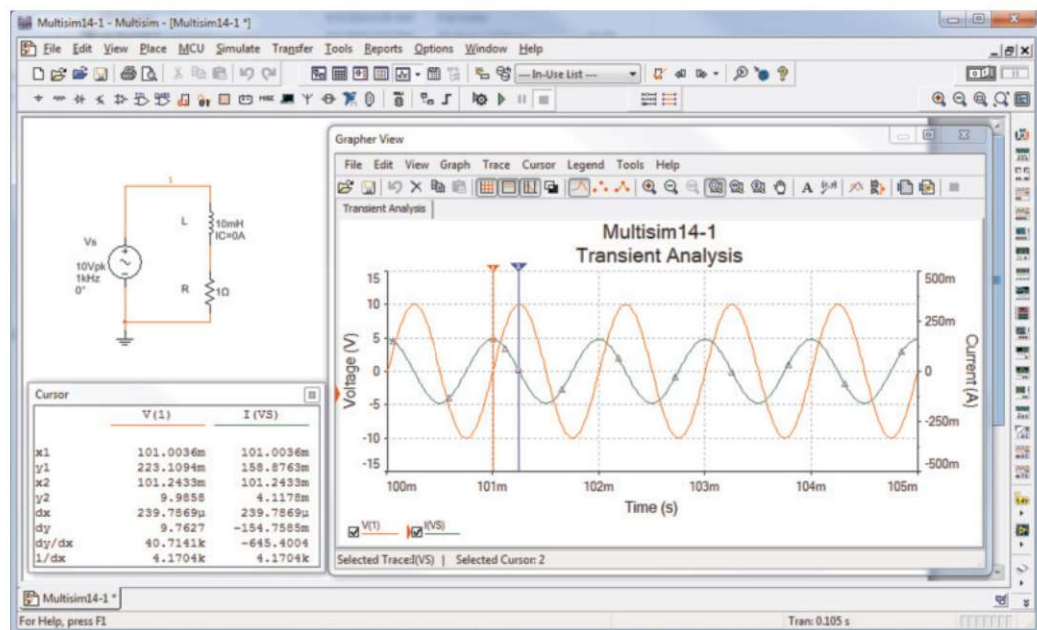 Multisim14-1 - Multisim - [Multisim14-1 *]
File Edit View Place MCU Simulate Transfer Tools Reports Options Window Help
--- In-Use List ---
Grapher View
File Edit View Graph Trace Cursor Legend Tools Help
Transient Analysis
Multisim14-1
Transient Analysis
1
L
10mH
IC=0A
Vs
10Vpk
1kHz
0°
R
1Ω
15
10
5
0
-5
-10
-15
Voltage (V)
500m
250m
0
-250m
-500m
Current (A)
100m 101m 102m 103m 104m 105m
Time (s)
V(1) I(VS)
Selected Trace:I(VS) | Selected Cursor: 2
Cursor
V(1) I(VS)
x1 101.0036m 101.0036m
y1 223.1094m 158.8763m
x2 101.2433m 101.2433m
y2 9.9858 4.1178m
dx 239.7869µ 239.7869µ
dy 9.7627 -154.7585m
dy/dx 40.7141k -645.4004
1/dx 4.1704k 4.1704k
Multisim14-1 *
For Help, press F1
Tran: 0.105 s